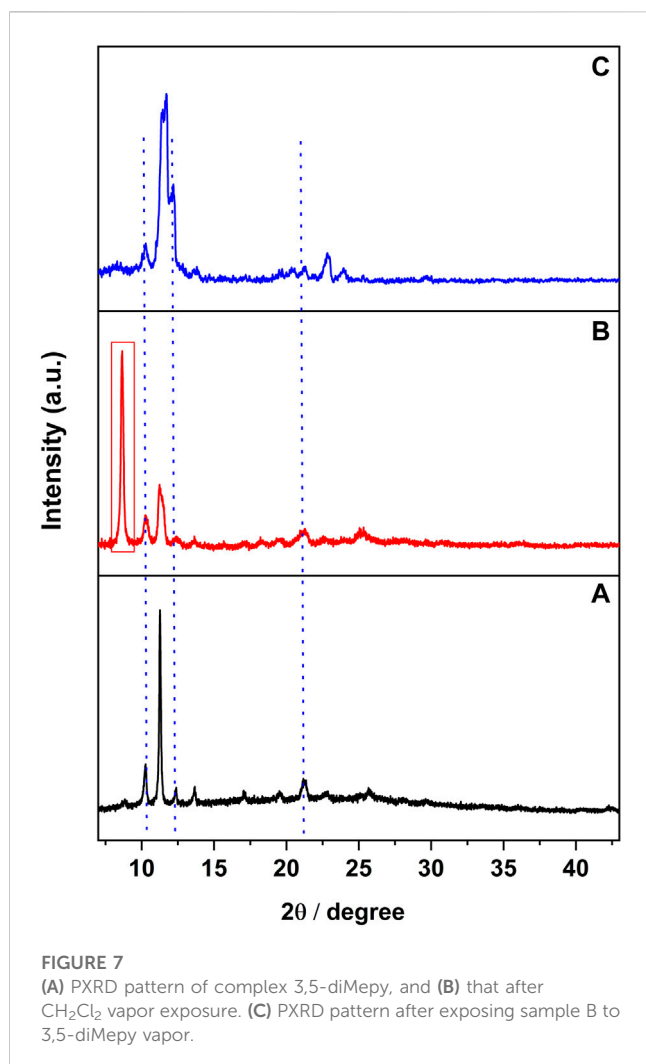 C
B
A
Intensity (a.u.)
10 15 20 25 30 35 40
2θ / degree
FIGURE 7
(A) PXRD pattern of complex 3,5-diMepy, and (B) that after
CH₂Cl₂ vapor exposure. (C) PXRD pattern after exposing sample B to
3,5-diMepy vapor.